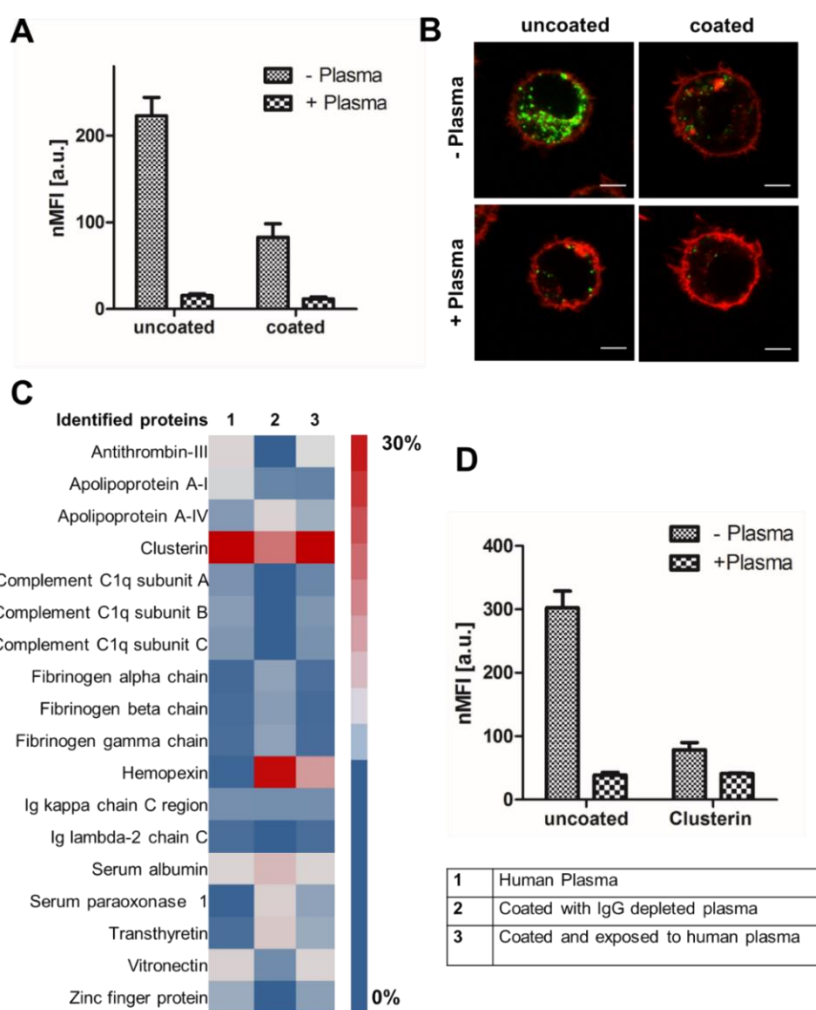 A
- Plasma
+ Plasma
200
100
0
nMFI [a.u.]
uncoated coated
B
uncoated coated
- Plasma
+ Plasma
C
Identified proteins 1 2 3
30%
Antithrombin-III
Apolipoprotein A-I
Apolipoprotein A-IV
Clusterin
Complement C1q subunit A
Complement C1q subunit B
Complement C1q subunit C
Fibrinogen alpha chain
Fibrinogen beta chain
Fibrinogen gamma chain
Hemopexin
Ig kappa chain C region
Ig lambda-2 chain C
Serum albumin
Serum paraoxonase 1
Transthyretin
Vitronectin
Zinc finger protein
0%
D
- Plasma
+Plasma
400
300
200
100
0
nMFI [a.u.]
uncoated Clusterin
1 Human Plasma
2 Coated with IgG depleted plasma
3 Coated and exposed to human plasma